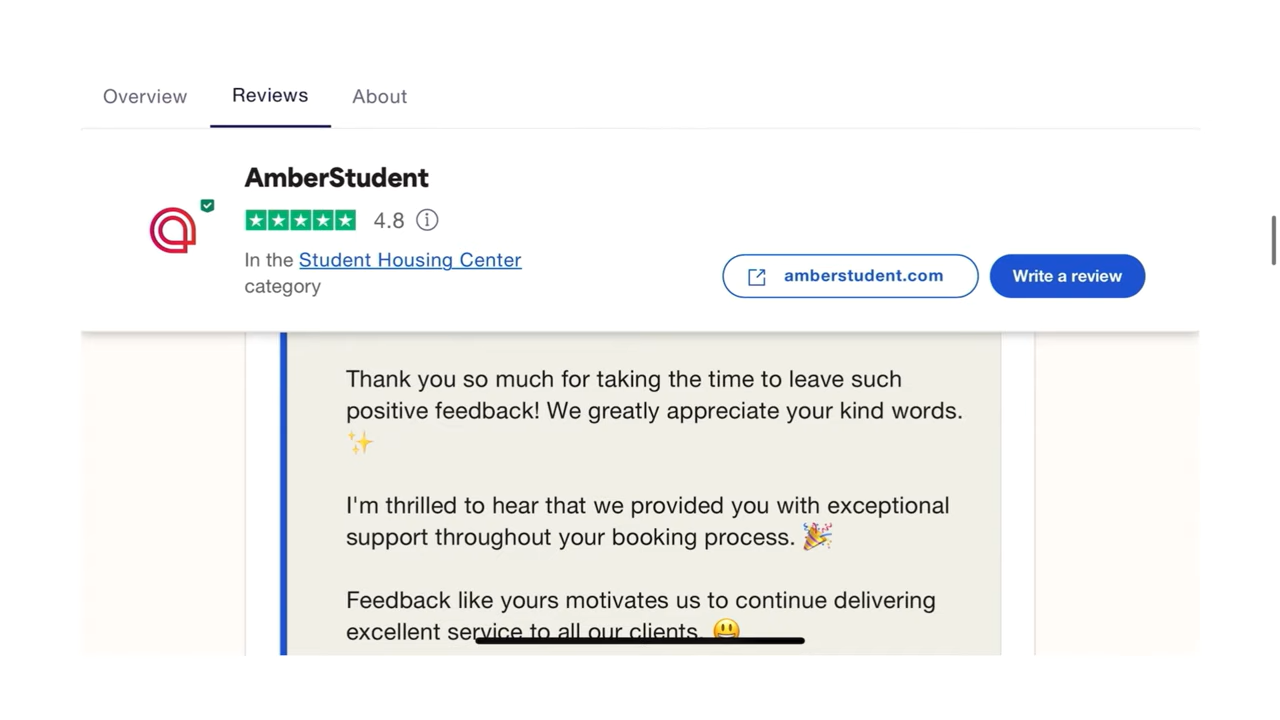 Overview Reviews About
AmberStudent
4.8
In the Student Housing Center
category
amberstudent.com Write a review
Thank you so much for taking the time to leave such
positive feedback! We greatly appreciate your kind words.
✨
I'm thrilled to hear that we provided you with exceptional
support throughout your booking process. 🎉
Feedback like yours motivates us to continue delivering
excellent service to all our clients. 😃